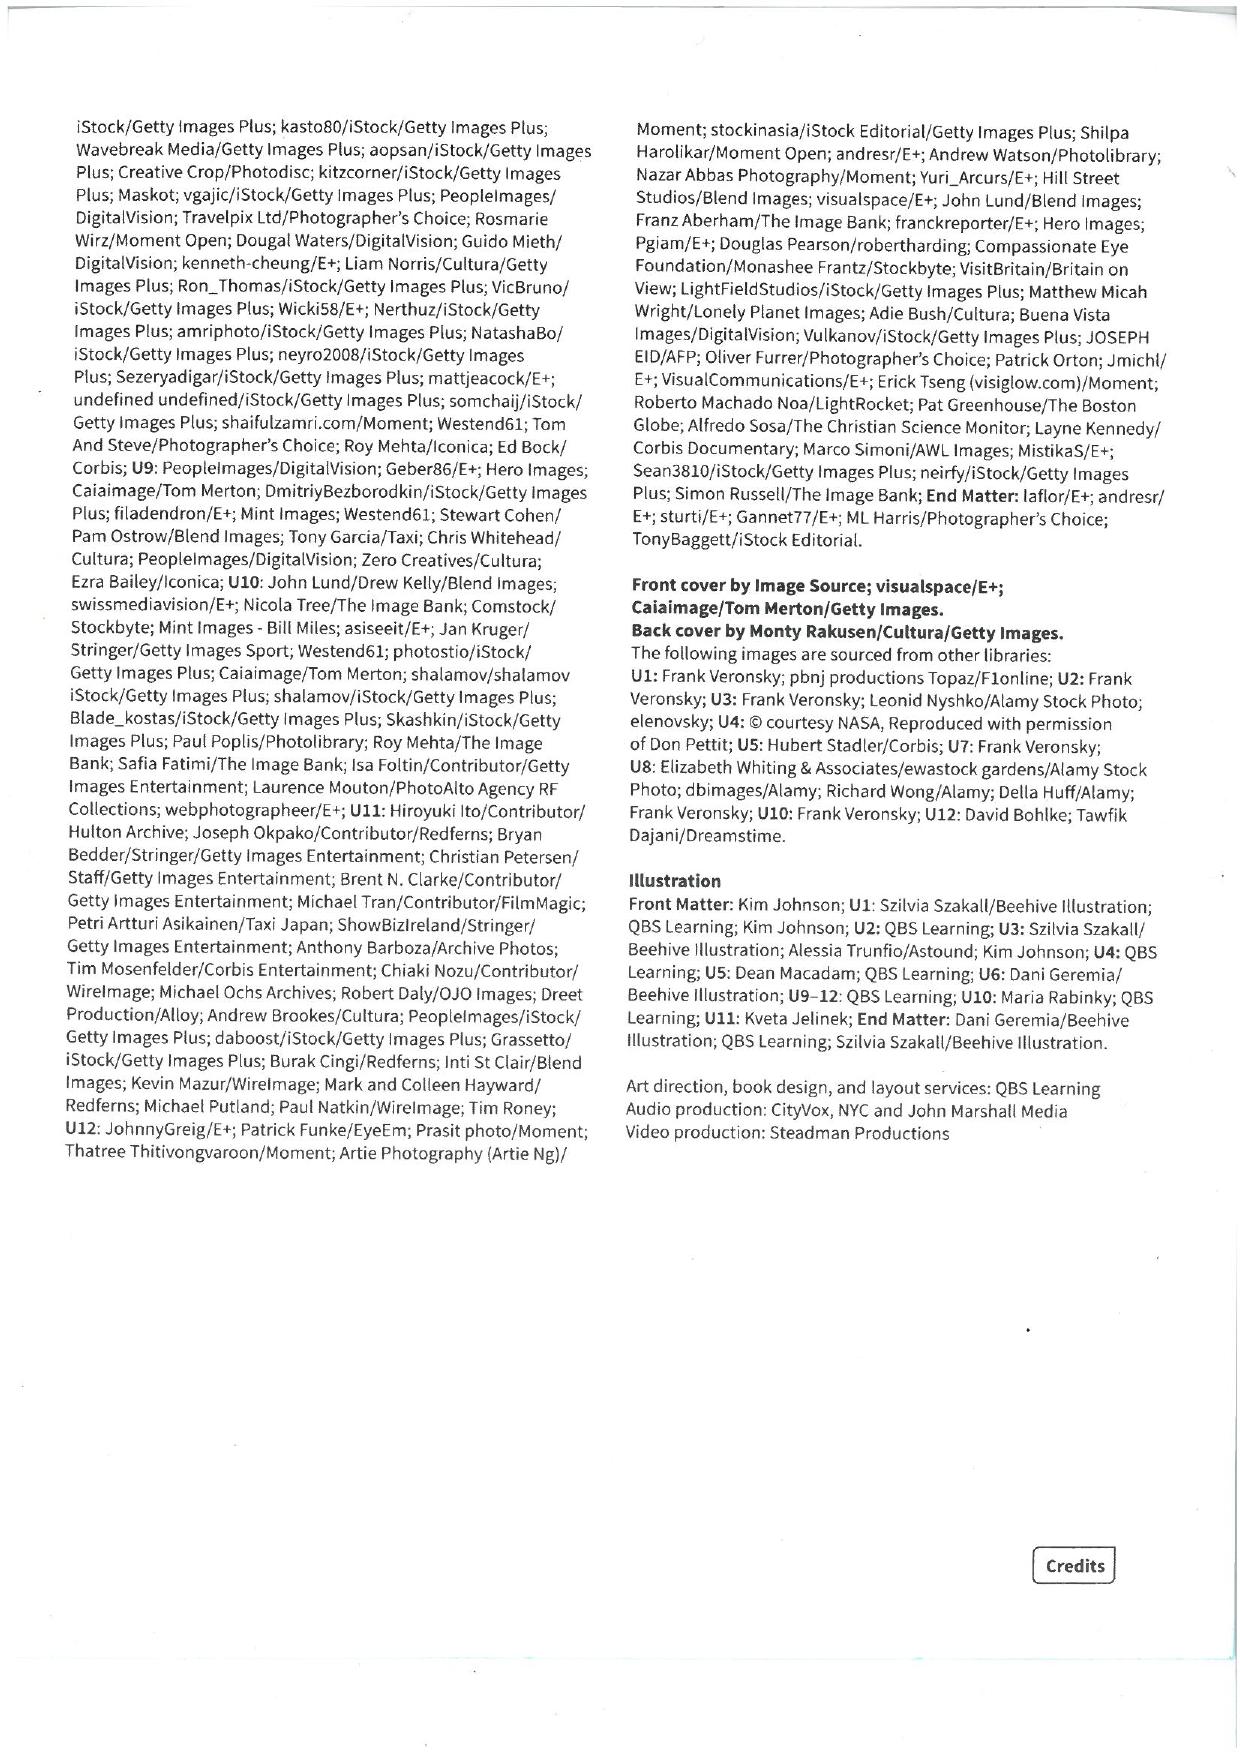 iStock/Getty Images Plus; kasto80/iStock/Getty Images Plus;
Wavebreak Media/Getty Images Plus; aopsan/iStock/Getty Images
Plus; Creative Crop/Photodisc; kitzcorner/iStock/Getty Images
Plus; Maskot; vgajic/iStock/Getty Images Plus; PeopleImages/
DigitalVision; Travelpix Ltd/Photographer's Choice; Rosmarie
Wirz/Moment Open; Dougal Waters/DigitalVision; Guido Mieth/
DigitalVision; kenneth-cheung/E+; Liam Norris/Cultura/Getty
Images Plus; Ron_Thomas/iStock/Getty Images Plus; VicBruno/
iStock/Getty Images Plus; Wicki58/E+; Nerthuz/iStock/Getty
Images Plus; amriphoto/iStock/Getty Images Plus; NatashaBo/
iStock/Getty Images Plus; neyro2008/iStock/Getty Images
Plus; Sezeryadigar/iStock/Getty Images Plus; mattjeacock/E+;
undefined undefined/iStock/Getty Images Plus; somchaij/iStock/
Getty Images Plus; shaifulzamri.com/Moment; Westend61; Tom
And Steve/Photographer's Choice; Roy Mehta/Iconica; Ed Bock/
Corbis; U9: PeopleImages/DigitalVision; Geber86/E+; Hero Images;
Caiaimage/Tom Merton; DmitriyBezborodkin/iStock/Getty Images
Plus; filadendron/E+; Mint Images; Westend61; Stewart Cohen/
Pam Ostrow/Blend Images; Tony Garcia/Taxi; Chris Whitehead/
Cultura; PeopleImages/DigitalVision; Zero Creatives/Cultura;
Ezra Bailey/Iconica; U10: John Lund/Drew Kelly/Blend Images;
swissmediavision/E+; Nicola Tree/The Image Bank; Comstock/
Stockbyte; Mint Images - Bill Miles; asiseeit/E+; Jan Kruger/
Stringer/Getty Images Sport; Westend61; photostio/iStock/
Getty Images Plus; Caiaimage/Tom Merton; shalamov/shalamov
iStock/Getty Images Plus; shalamov/iStock/Getty Images Plus;
Blade_kostas/iStock/Getty Images Plus; Skashkin/iStock/Getty
Images Plus; Paul Poplis/Photolibrary; Roy Mehta/The Image
Bank; Safia Fatimi/The Image Bank; Isa Foltin/Contributor/Getty
Images Entertainment; Laurence Mouton/PhotoAlto Agency RF
Collections; webphotographeer/E+; U11: Hiroyuki Ito/Contributor/
Hulton Archive; Joseph Okpako/Contributor/Redferns; Bryan
Bedder/Stringer/Getty Images Entertainment; Christian Petersen/
Staff/Getty Images Entertainment; Brent N. Clarke/Contributor/
Getty Images Entertainment; Michael Tran/Contributor/FilmMagic;
Petri Artturi Asikainen/Taxi Japan; ShowBizIreland/Stringer/
Getty Images Entertainment; Anthony Barboza/Archive Photos;
Tim Mosenfelder/Corbis Entertainment; Chiaki Nozu/Contributor/
WireImage; Michael Ochs Archives; Robert Daly/OJO Images; Dreet
Production/Alloy; Andrew Brookes/Cultura; PeopleImages/iStock/
Getty Images Plus; daboost/iStock/Getty Images Plus; Grassetto/
iStock/Getty Images Plus; Burak Cingi/Redferns; Inti St Clair/Blend
Images; Kevin Mazur/WireImage; Mark and Colleen Hayward/
Redferns; Michael Putland; Paul Natkin/WireImage; Tim Roney;
U12: JohnnyGreig/E+; Patrick Funke/EyeEm; Prasit photo/Moment;
Thatree Thitivongvaroon/Moment; Artie Photography (Artie Ng)/
Moment; stockinasia/iStock Editorial/Getty Images Plus; Shilpa
Harolikar/Moment Open; andresr/E+; Andrew Watson/Photolibrary;
Nazar Abbas Photography/Moment; Yuri_Arcurs/E+; Hill Street
Studios/Blend Images; visualspace/E+; John Lund/Blend Images;
Franz Aberham/The Image Bank; franckreporter/E+; Hero Images;
Pgiam/E+; Douglas Pearson/robertharding; Compassionate Eye
Foundation/Monashee Frantz/Stockbyte; VisitBritain/Britain on
View; LightFieldStudios/iStock/Getty Images Plus; Matthew Micah
Wright/Lonely Planet Images; Adie Bush/Cultura; Buena Vista
Images/DigitalVision; Vulkanov/iStock/Getty Images Plus; JOSEPH
EID/AFP; Oliver Furrer/Photographer's Choice; Patrick Orton; Jmichl/
E+; VisualCommunications/E+; Erick Tseng (visiglow.com)/Moment;
Roberto Machado Noa/LightRocket; Pat Greenhouse/The Boston
Globe; Alfredo Sosa/The Christian Science Monitor; Layne Kennedy/
Corbis Documentary; Marco Simoni/AWL Images; MistikaS/E+;
Sean3810/iStock/Getty Images Plus; neirfy/iStock/Getty Images
Plus; Simon Russell/The Image Bank; End Matter: laflor/E+; andresr/
E+; sturti/E+; Gannet77/E+; ML Harris/Photographer's Choice;
TonyBaggett/iStock Editorial.
Front cover by Image Source; visualspace/E+;
Caiaimage/Tom Merton/Getty Images.
Back cover by Monty Rakusen/Cultura/Getty Images.
The following images are sourced from other libraries:
U1: Frank Veronsky; pbnj productions Topaz/F1online; U2: Frank
Veronsky; U3: Frank Veronsky; Leonid Nyshko/Alamy Stock Photo;
elenovsky; U4: © courtesy NASA, Reproduced with permission
of Don Pettit; U5: Hubert Stadler/Corbis; U7: Frank Veronsky;
U8: Elizabeth Whiting & Associates/ewastock gardens/Alamy Stock
Photo; dbimages/Alamy; Richard Wong/Alamy; Della Huff/Alamy;
Frank Veronsky; U10: Frank Veronsky; U12: David Bohlke; Tawfik
Dajani/Dreamstime.
Illustration
Front Matter: Kim Johnson; U1: Szilvia Szakall/Beehive Illustration;
QBS Learning; Kim Johnson; U2: QBS Learning; U3: Szilvia Szakall/
Beehive Illustration; Alessia Trunfio/Astound; Kim Johnson; U4: QBS
Learning; U5: Dean Macadam; QBS Learning; U6: Dani Geremia/
Beehive Illustration; U9–12: QBS Learning; U10: Maria Rabinky; QBS
Learning; U11: Kveta Jelinek; End Matter: Dani Geremia/Beehive
Illustration; QBS Learning; Szilvia Szakall/Beehive Illustration.
Art direction, book design, and layout services: QBS Learning
Audio production: CityVox, NYC and John Marshall Media
Video production: Steadman Productions
Credits